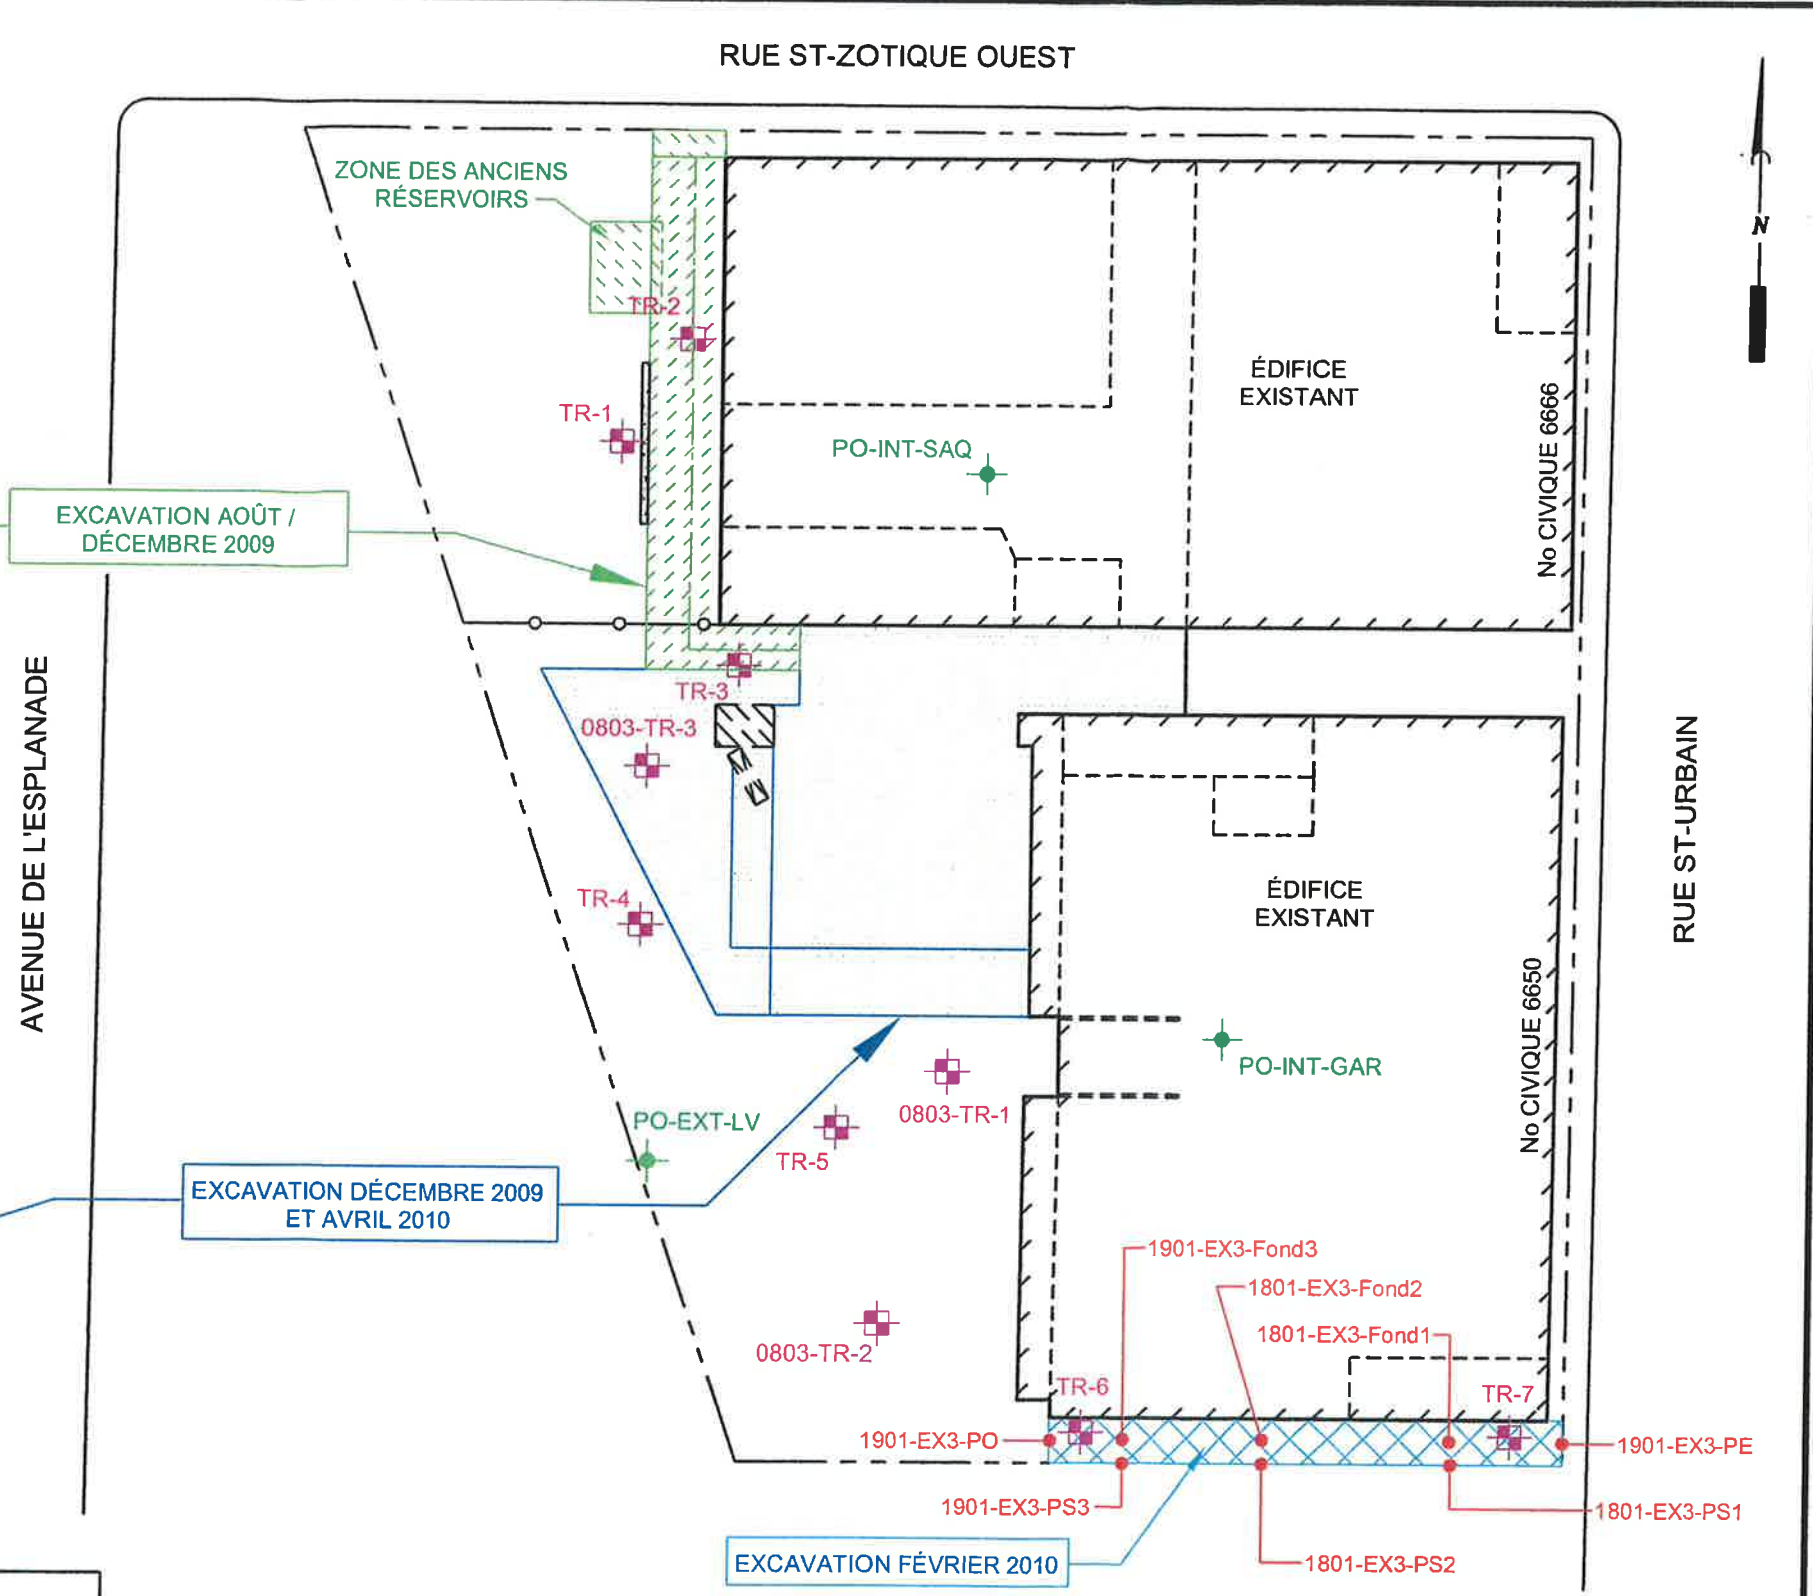 RUE ST-ZOTIQUE OUEST
ZONE DES ANCIENS
RÉSERVOIRS
N
TR-2
ÉDIFICE
EXISTANT
No CIVIQUE 6666
TR-1
PO-INT-SAQ
EXCAVATION AOÛT /
DÉCEMBRE 2009
AVENUE DE L'ESPLANADE
TR-3
0803-TR-3
RUE ST-URBAIN
TR-4
ÉDIFICE
EXISTANT
No CIVIQUE 6650
PO-INT-GAR
0803-TR-1
PO-EXT-LV
TR-5
EXCAVATION DÉCEMBRE 2009
ET AVRIL 2010
1901-EX3-Fond3
1801-EX3-Fond2
1801-EX3-Fond1
0803-TR-2
TR-6
TR-7
1901-EX3-PO
1901-EX3-PE
1901-EX3-PS3
1801-EX3-PS1
EXCAVATION FÉVRIER 2010
1801-EX3-PS2